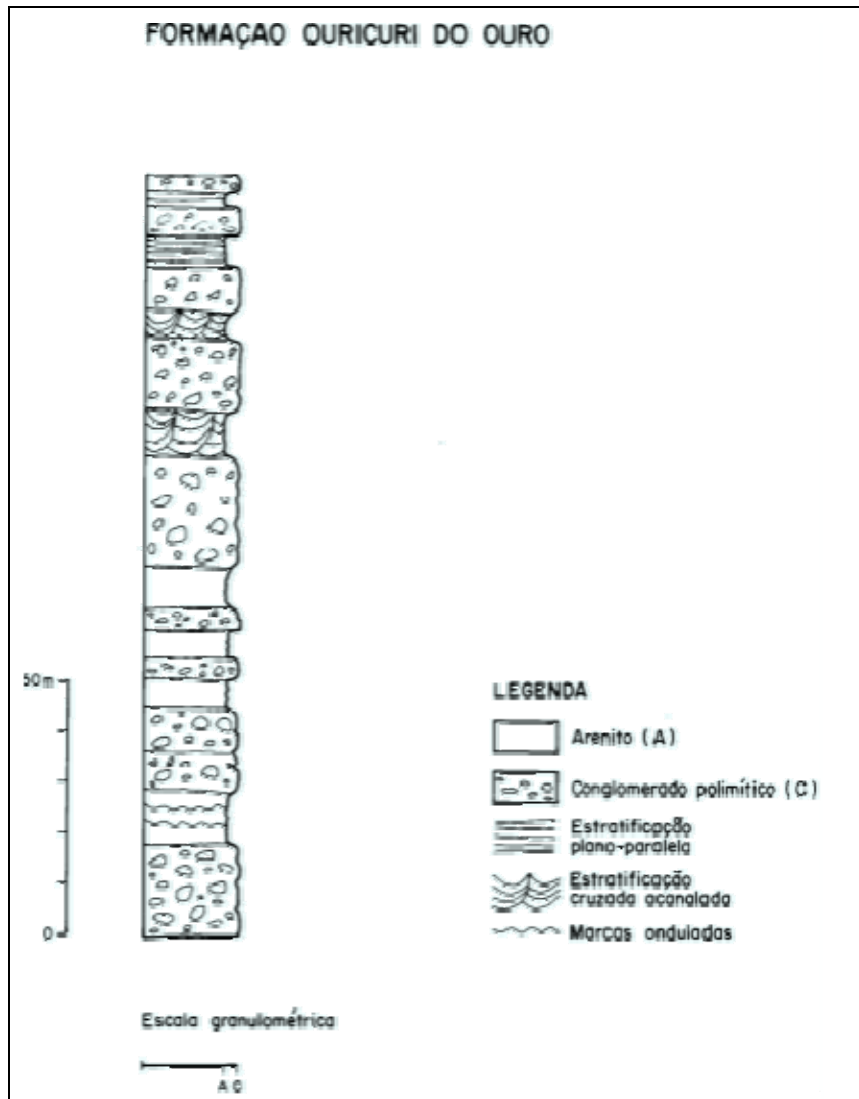 FORMAÇAO OURIÇURI DO OURO
50m
0
LEGENDA
Arenito (A)
Conglomerado polimítico (C)
Estratificação
plano-paralela
Estratificação
cruzada acanalada
Marcas onduladas
Escala granulométrica
A C